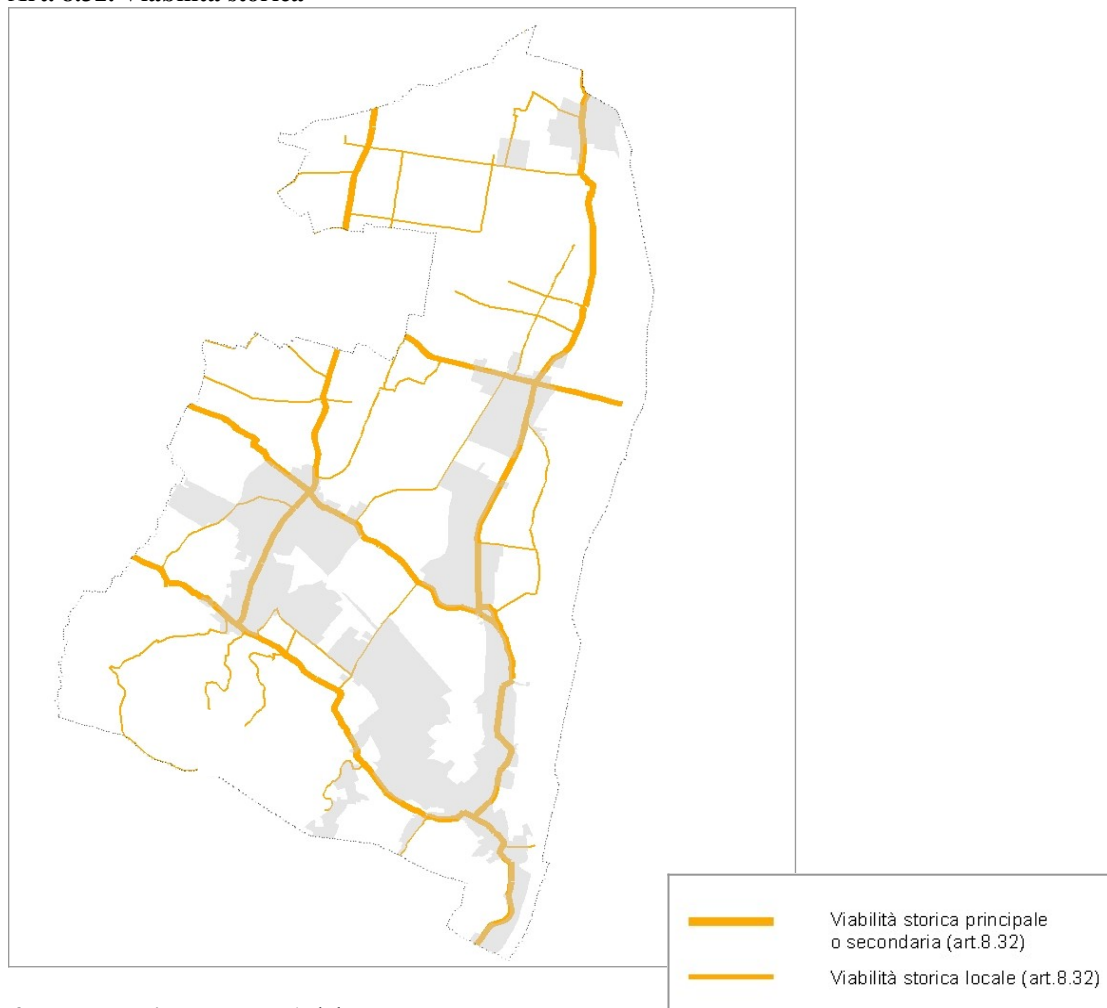 Viabilità storica principale
o secondaria (art.8.32)
Viabilità storica locale (art.8.32)